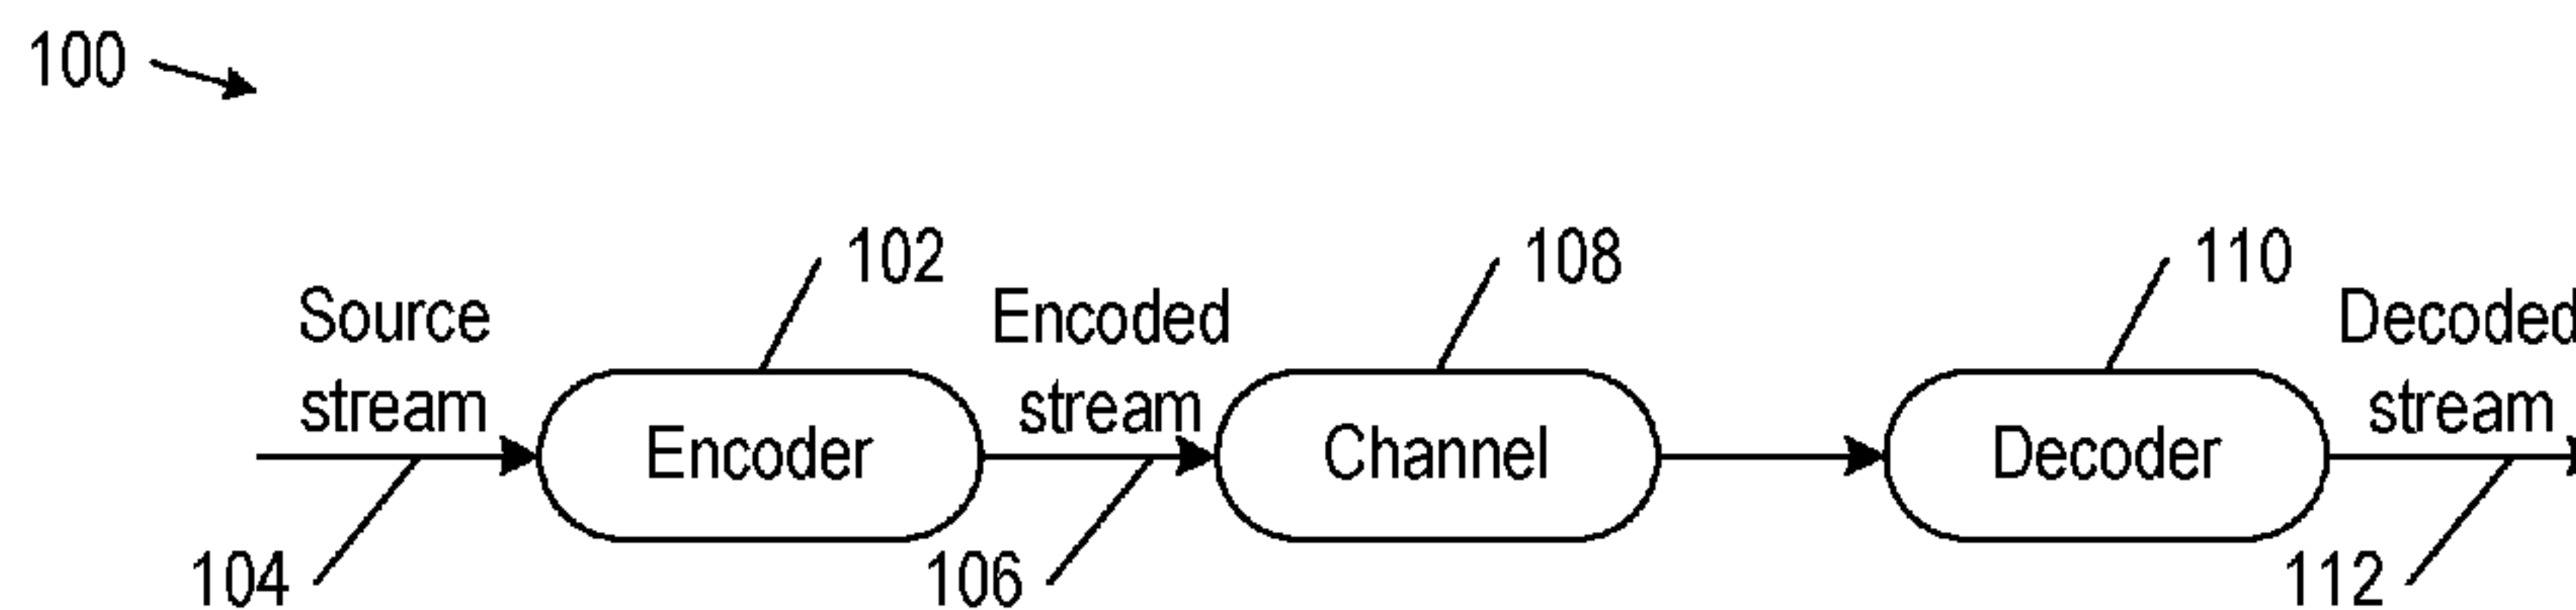 100
102
108
110
Source
stream
Encoded
stream
Decoded
stream
Encoder
Channel
Decoder
104
106
112